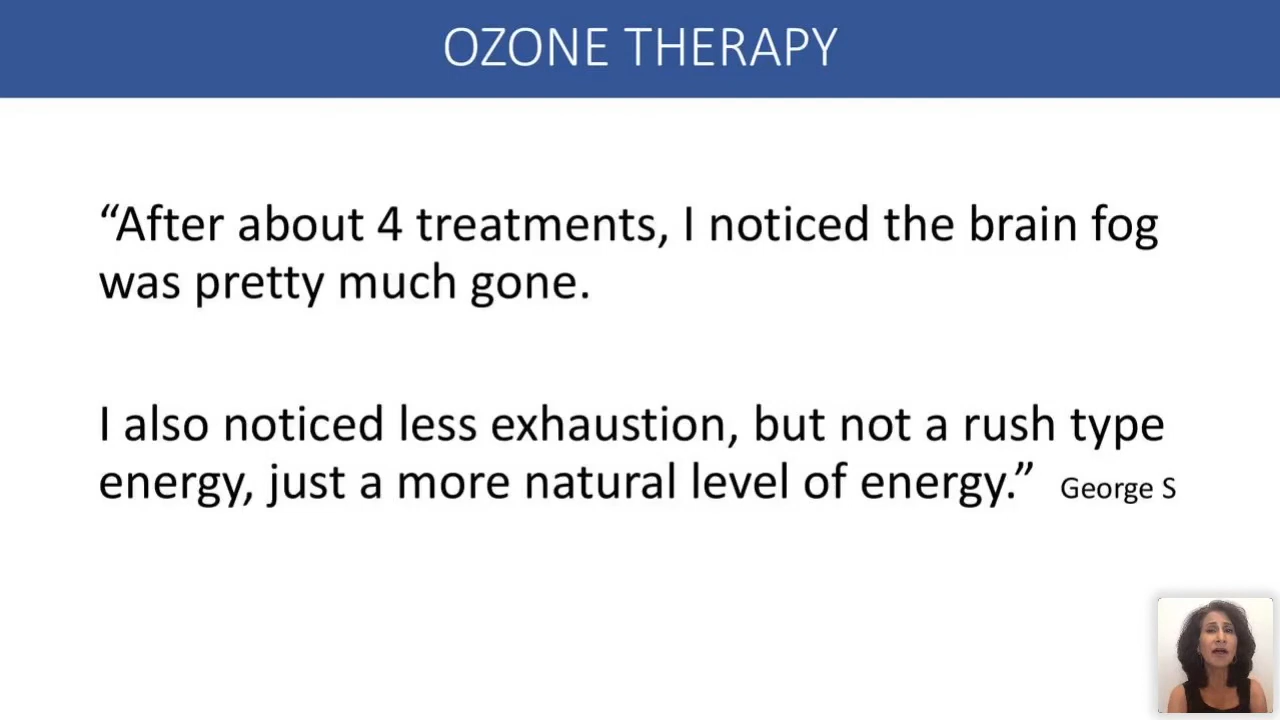 OZONE THERAPY
“After about 4 treatments, I noticed the brain fog
was pretty much gone.
I also noticed less exhaustion, but not a rush type
energy, just a more natural level of energy.” George S